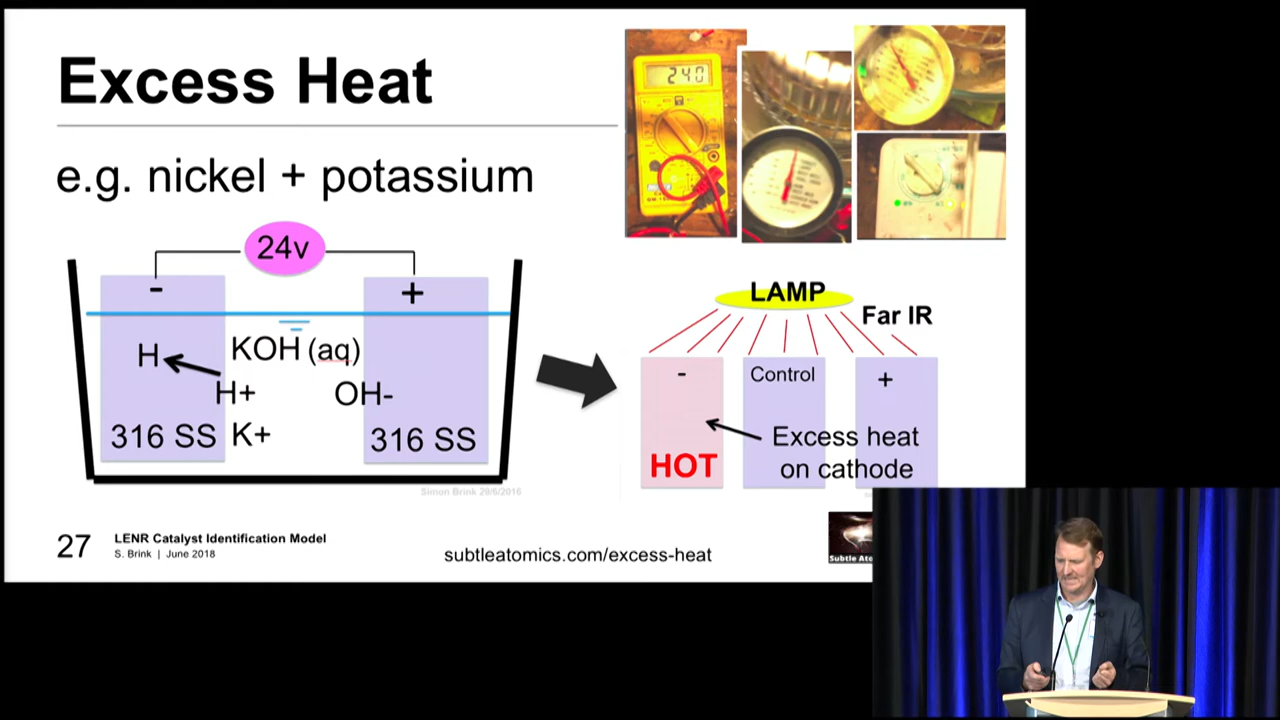 Excess Heat
e.g. nickel + potassium
24v
-
+
H
KOH (aq)
H+
OH-
316 SS
K+
316 SS
Simon Brink 28/6/2016
240
LAMP
Far IR
-
Control
+
Excess heat
on cathode
HOT
27
LENR Catalyst Identification Model
S. Brink | June 2018
subtleatomics.com/excess-heat